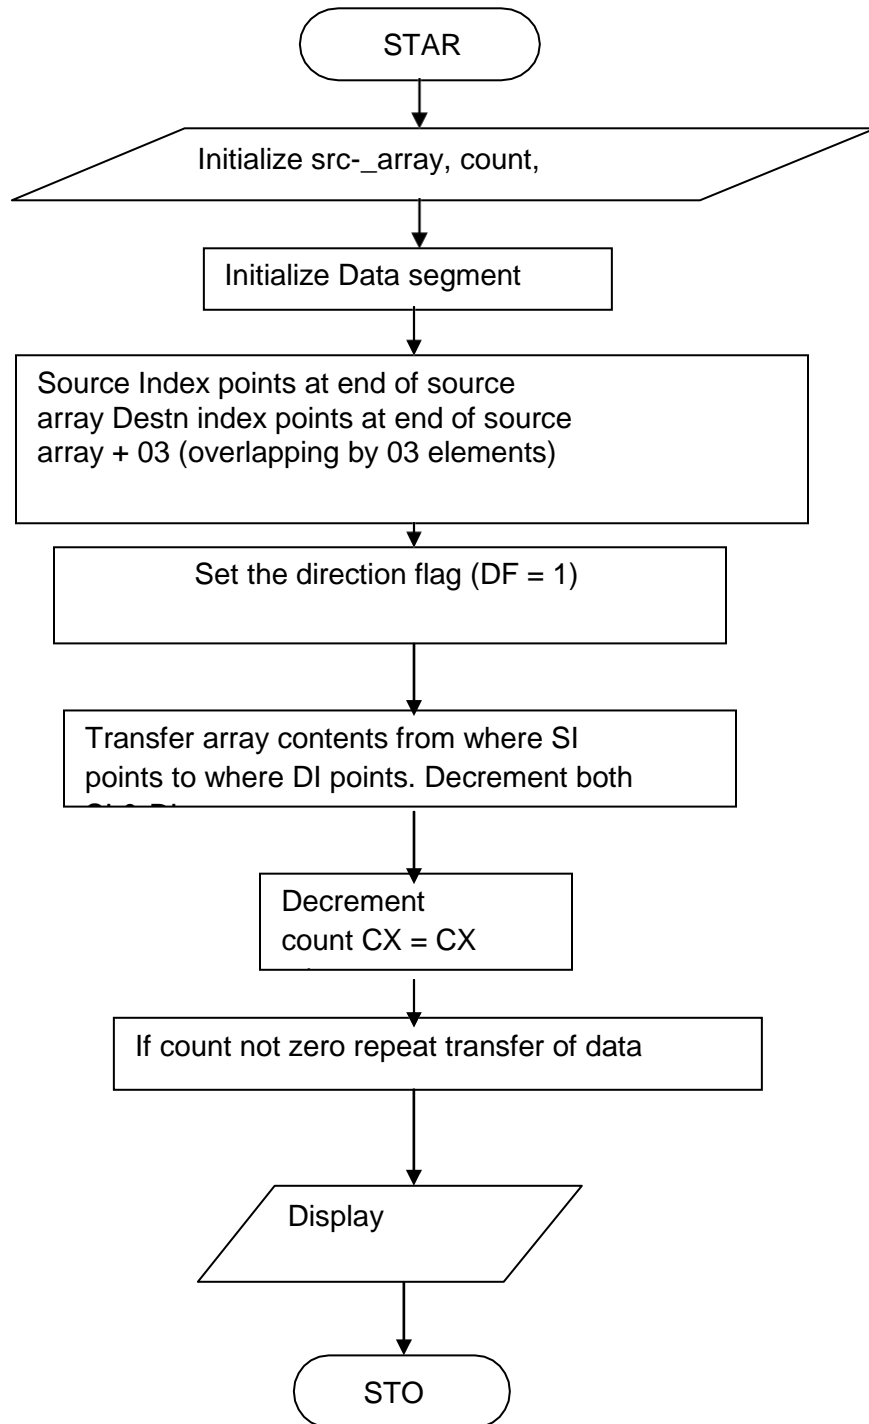 STAR
Initialize src-_array, count,
Initialize Data segment
Source Index points at end of source
array Destn index points at end of source
array + 03 (overlapping by 03 elements)
Set the direction flag (DF = 1)
Transfer array contents from where SI
points to where DI points. Decrement both
Decrement
count CX = CX
If count not zero repeat transfer of data
Display
STO